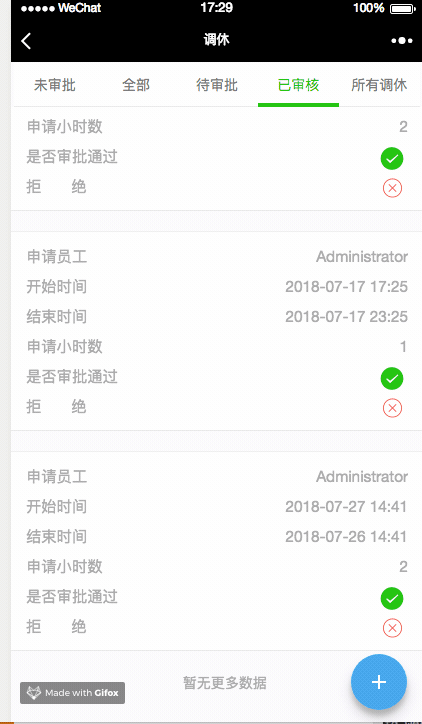 WeChat 17:29 100%
调休
未审批 全部 待审批 已审核 所有调休
申请小时数 2
是否审批通过
拒 绝
申请员工 Administrator
开始时间 2018-07-17 17:25
结束时间 2018-07-17 23:25
申请小时数 1
是否审批通过
拒 绝
申请员工 Administrator
开始时间 2018-07-27 14:41
结束时间 2018-07-26 14:41
申请小时数 2
是否审批通过
拒 绝
暂无更多数据
Made with Gifox